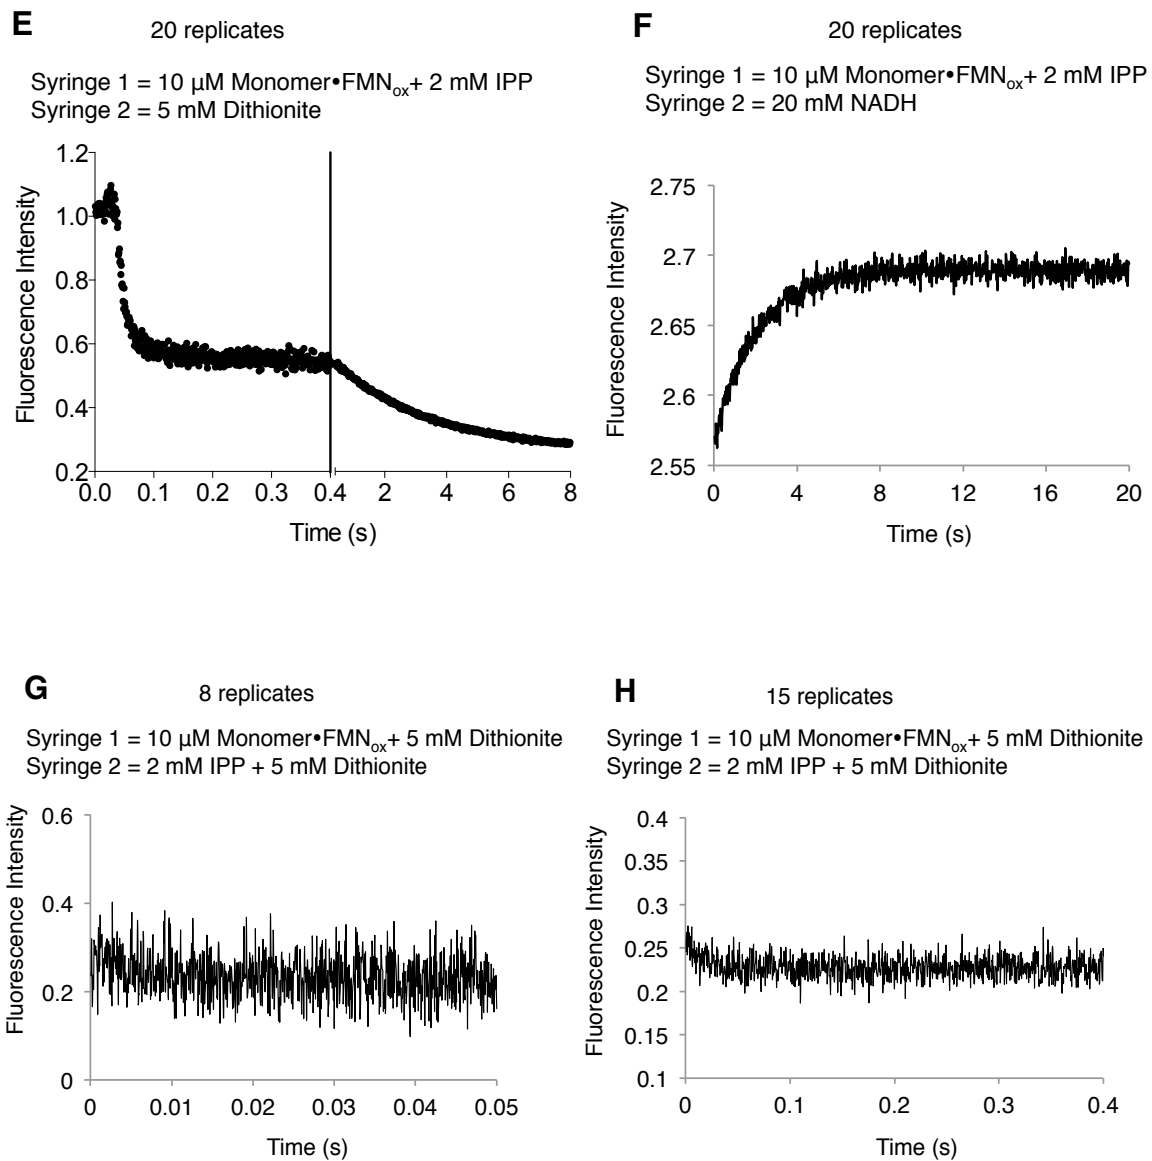 E
20 replicates
Syringe 1 = 10 µM Monomer•FMNox+ 2 mM IPP
Syringe 2 = 5 mM Dithionite
1.2
1.0
0.8
0.6
0.4
0.2
Fluorescence Intensity
0.0 0.1 0.2 0.3 0.4 2 4 6 8
Time (s)
F
20 replicates
Syringe 1 = 10 µM Monomer•FMNox+ 2 mM IPP
Syringe 2 = 20 mM NADH
2.75
2.7
2.65
2.6
2.55
Fluorescence Intensity
0 4 8 12 16 20
Time (s)
G
8 replicates
Syringe 1 = 10 µM Monomer•FMNox+ 5 mM Dithionite
Syringe 2 = 2 mM IPP + 5 mM Dithionite
0.6
0.4
0.2
0
Fluorescence Intensity
0 0.01 0.02 0.03 0.04 0.05
Time (s)
H
15 replicates
Syringe 1 = 10 µM Monomer•FMNox+ 5 mM Dithionite
Syringe 2 = 2 mM IPP + 5 mM Dithionite
0.4
0.35
0.3
0.25
0.2
0.15
0.1
Fluorescence Intensity
0 0.1 0.2 0.3 0.4
Time (s)